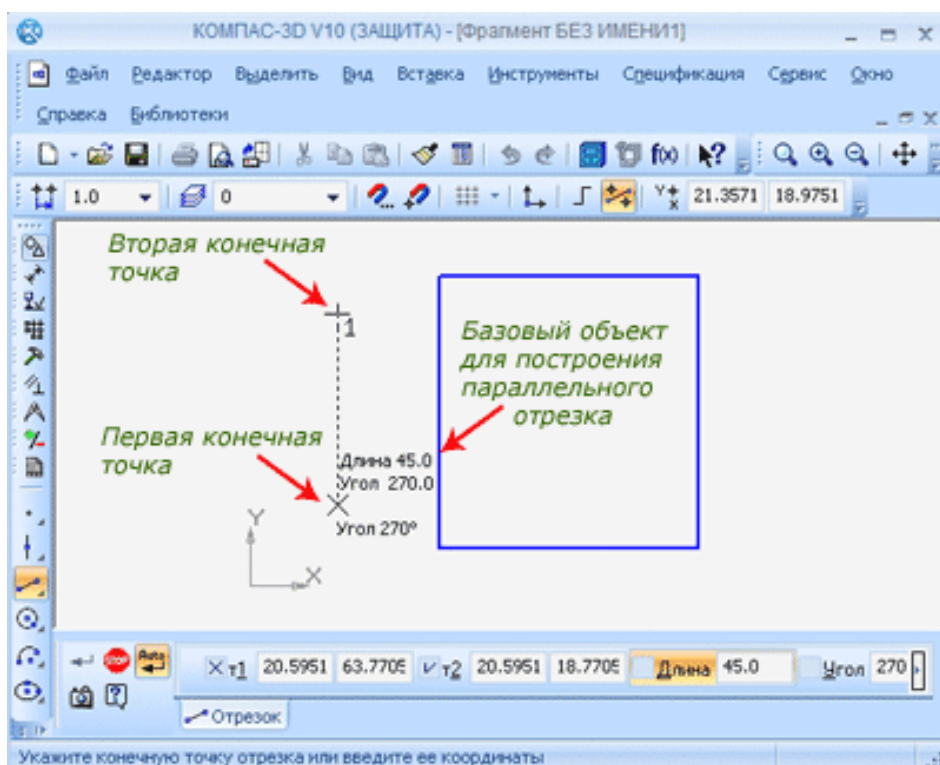 КОМПАС-3D V10 (ЗАЩИТА) - [Фрагмент БЕЗ ИМЕНИ1]
Файл Редактор Выделить Вид Вставка Инструменты Спецификация Сервис Окно
Справка Библиотеки
1.0 0 21.3571 18.9751
Вторая конечная
точка
1
Базовый объект
для построения
параллельного
отрезка
Первая конечная
точка
Длина 45.0
Угол 270.0
Угол 270°
Y
X
STOP Auto т1 20.5951 63.7705 т2 20.5951 18.7705 Длина 45.0 Угол 270
Отрезок
Укажите конечную точку отрезка или введите ее координаты